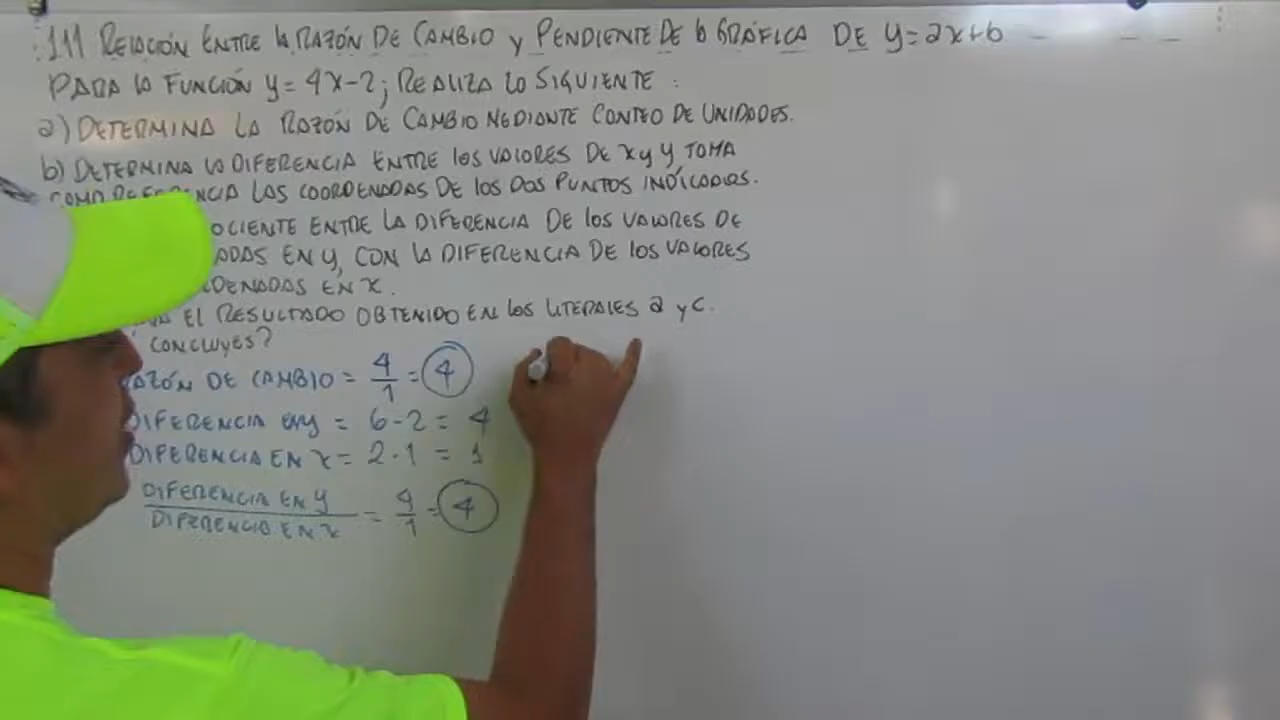 1.11 RELACIÓN ENTRE LA RAZÓN DE CAMBIO Y PENDIENTE DE LA GRÁFICA DE y=ax+b
PARA LA FUNCIÓN y= 4x-2; REALIZA LO SIGUIENTE :
a) DETERMINA LA RAZÓN DE CAMBIO MEDIANTE CONTEO DE UNIDADES.
b) DETERMINA LA DIFERENCIA ENTRE LOS VALORES DE X y Y TOMA
COMO REFERENCIA LAS COORDENADAS DE LOS DOS PUNTOS INDICADOS.
OCIENTE ENTRE LA DIFERENCIA DE LOS VALORES DE
ADAS EN Y, CON LA DIFERENCIA DE LOS VALORES
DENADAS EN X.
EL RESULTADO OBTENIDO EN LOS LITERALES a y C.
CONCLUYES?
AZÓN DE CAMBIO = 4/1 = 4
DIFERENCIA EN y = 6-2 = 4
DIFERENCIA EN X = 2-1 = 1
DIFERENCIA EN y / DIFERENCIA EN X = 4/1 = 4